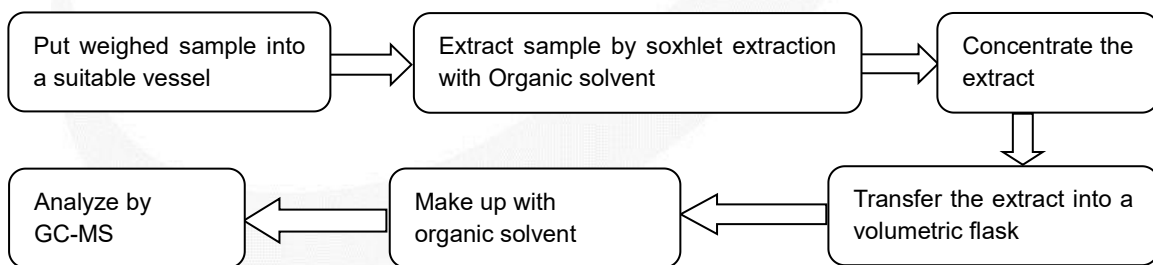 Put weighed sample into
a suitable vessel
Extract sample by soxhlet extraction
with Organic solvent
Concentrate the
extract
Transfer the extract into a
volumetric flask
Make up with
organic solvent
Analyze by
GC-MS